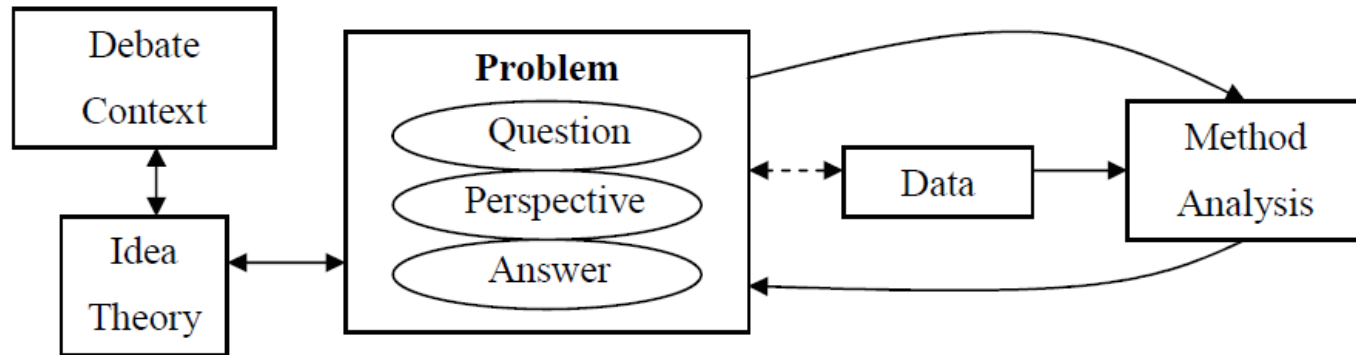 Debate
Context
Idea
Theory
Problem
Question
Perspective
Answer
Data
Method
Analysis